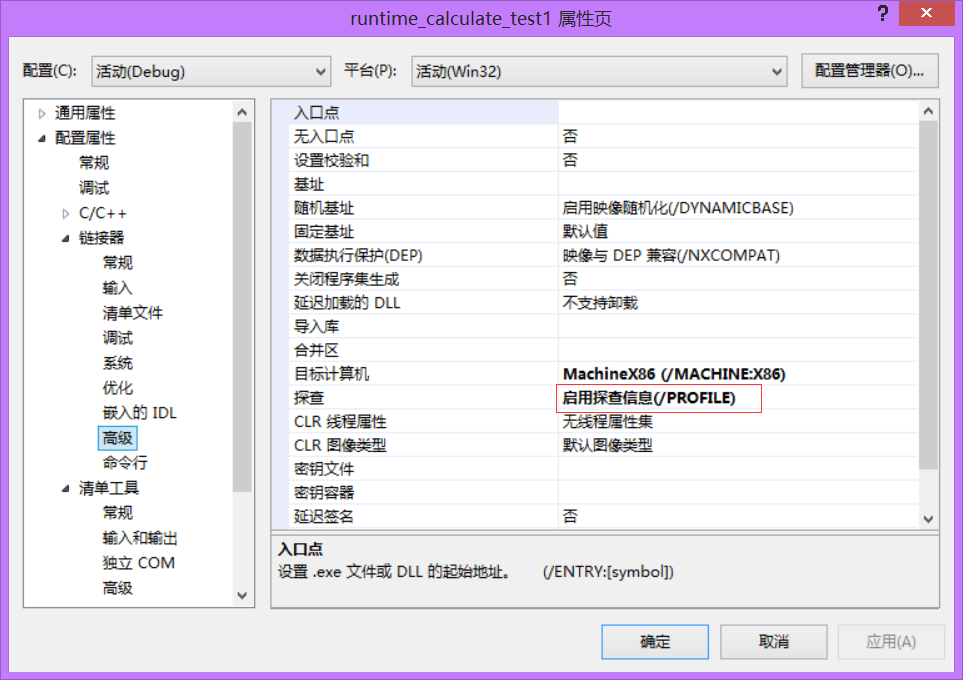 runtime_calculate_test1 属性页
配置(C): 活动(Debug) 平台(P): 活动(Win32) 配置管理器(O)...
通用属性
配置属性
常规
调试
C/C++
链接器
常规
输入
清单文件
调试
系统
优化
嵌入的 IDL
高级
命令行
清单工具
常规
输入和输出
独立 COM
高级
入口点
无入口点 否
设置校验和 否
基址
随机基址 启用映像随机化(/DYNAMICBASE)
固定基址 默认值
数据执行保护(DEP) 映像与 DEP 兼容(/NXCOMPAT)
关闭程序集生成 否
延迟加载的 DLL 不支持卸载
导入库
合并区
目标计算机 MachineX86 (/MACHINE:X86)
探查 启用探查信息(/PROFILE)
CLR 线程属性 无线程属性集
CLR 图像类型 默认图像类型
密钥文件
密钥容器
延迟签名 否
入口点
设置 .exe 文件或 DLL 的起始地址。 (/ENTRY:[symbol])
确定 取消 应用(A)